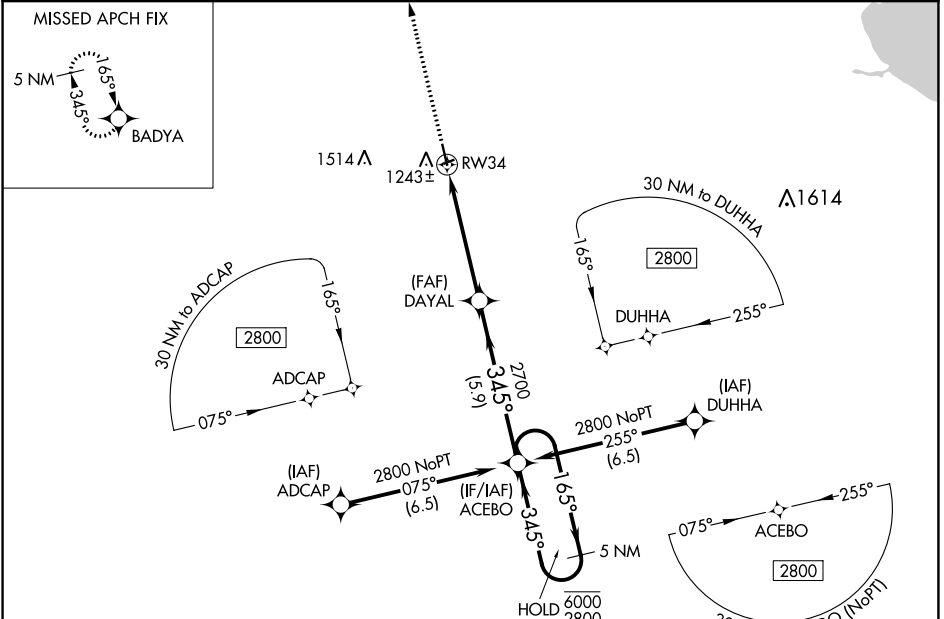 MISSED APCH FIX
5 NM
165°
345°
BADYA
1514
1243±
RW34
30 NM to DUHHA
1614
165°
2800
DUHHA
255°
30 NM to ADCAP
165°
2800
ADCAP
075°
(FAF)
DAYAL
2700
345°
(5.9)
(IAF)
DUHHA
2800 NoPT
255°
(6.5)
(IAF)
ADCAP
2800 NoPT
075°
(6.5)
(IF/IAF)
ACEBO
165°
345°
5 NM
HOLD
6000
2800
075°
255°
ACEBO
2800
(NoPT)